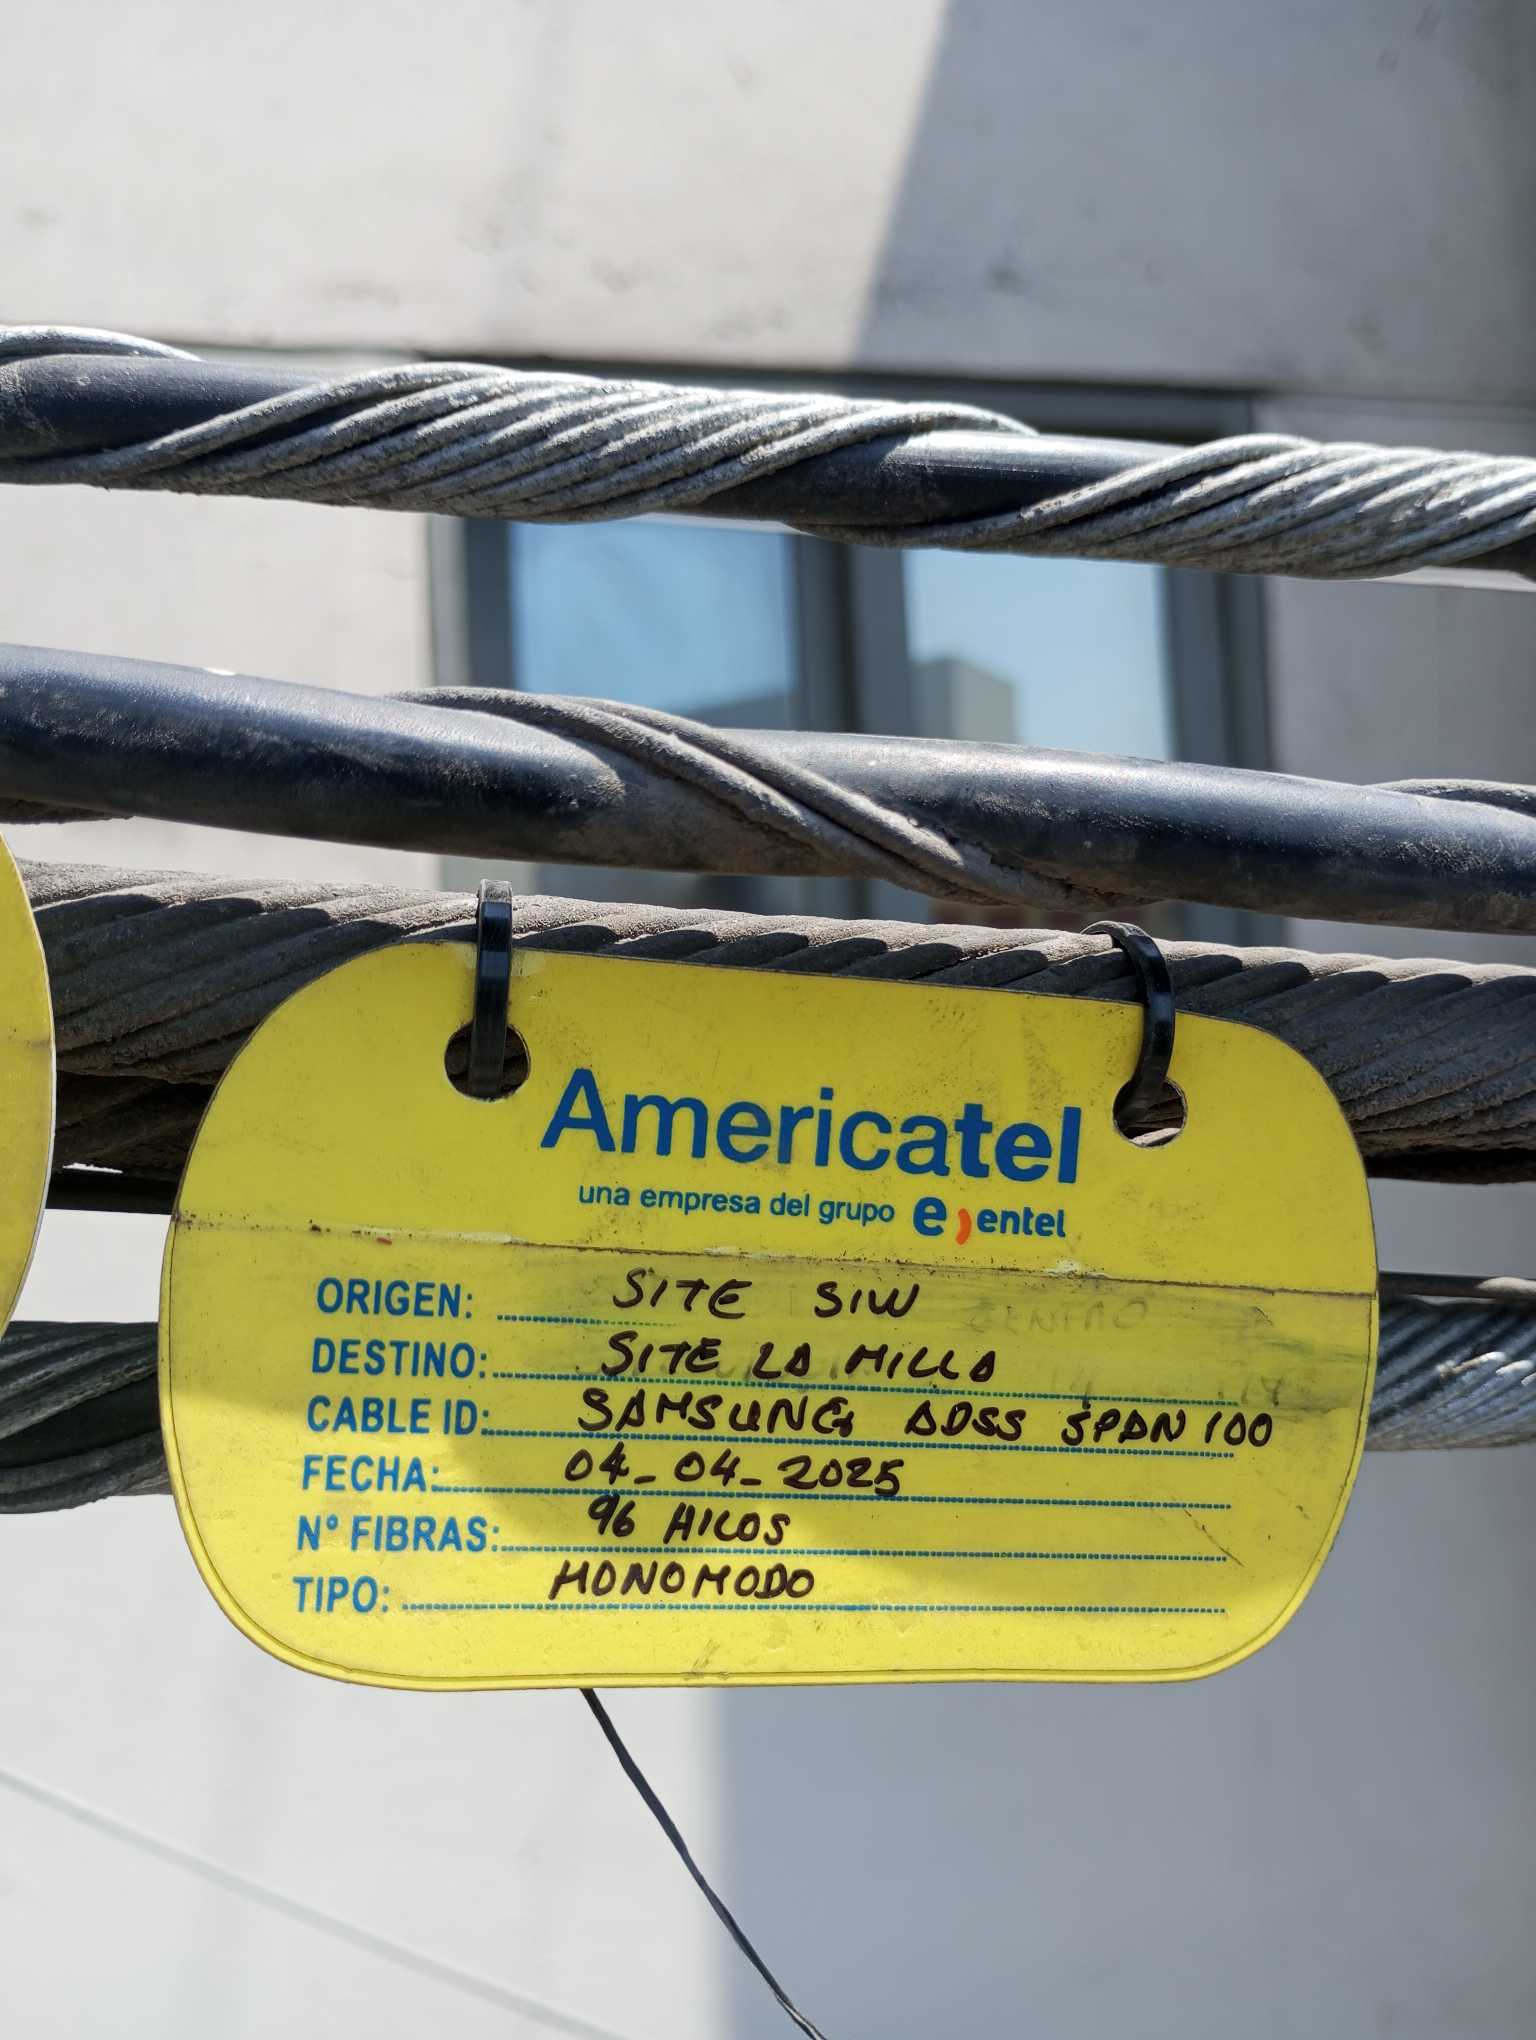 Americatel
una empresa del grupo e) entel
ORIGEN: SITE SIW
DESTINO: SITE LA MILLA
CABLE ID: SAMSUNG ADSS SPAN 100
FECHA: 04-04-2025
N° FIBRAS: 96 HILOS
TIPO: MONOMODO